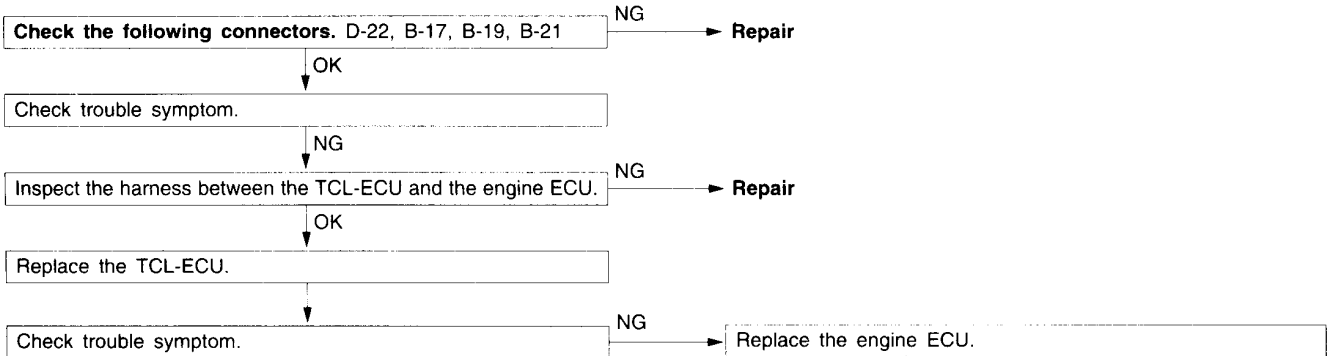 NG
Check the following connectors. D-22, B-17, B-19, B-21
Repair
OK
Check trouble symptom.
NG
NG
Inspect the harness between the TCL-ECU and the engine ECU.
Repair
OK
Replace the TCL-ECU.
NG
Check trouble symptom.
Replace the engine ECU.